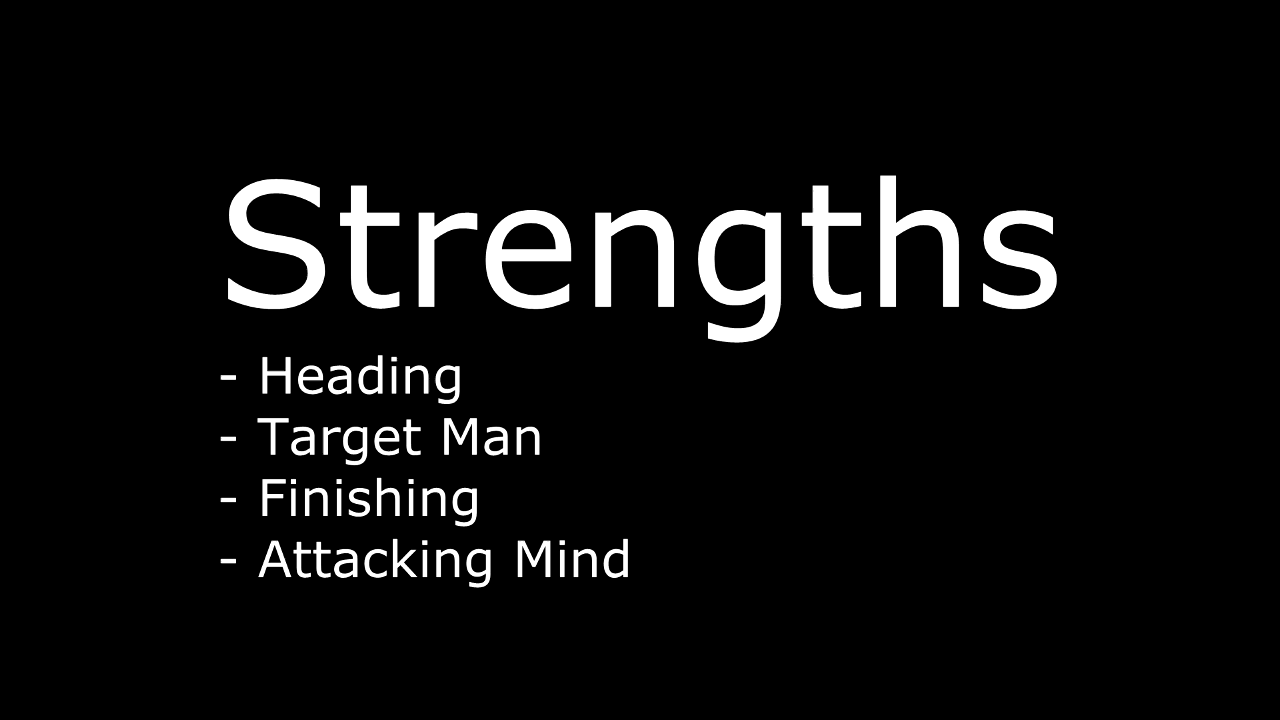 Strengths
- Heading
- Target Man
- Finishing
- Attacking Mind